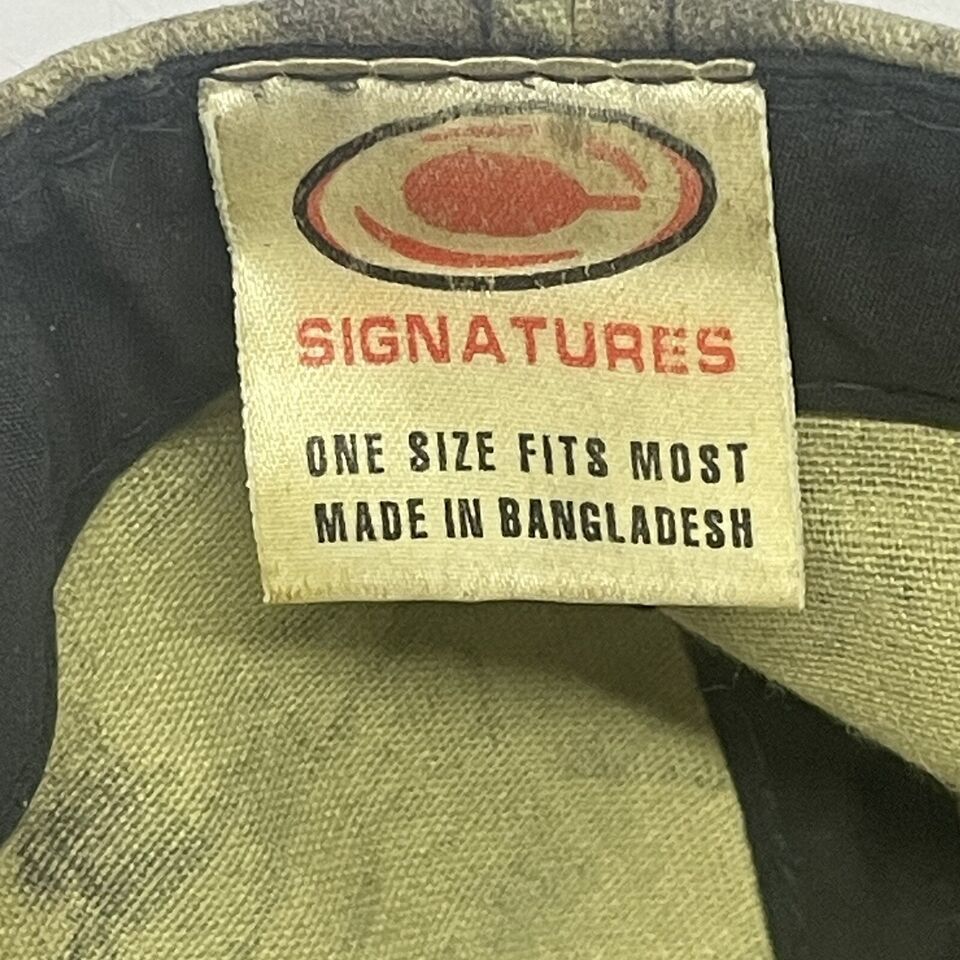 SIGNATURES
ONE SIZE FITS MOST
MADE IN BANGLADESH